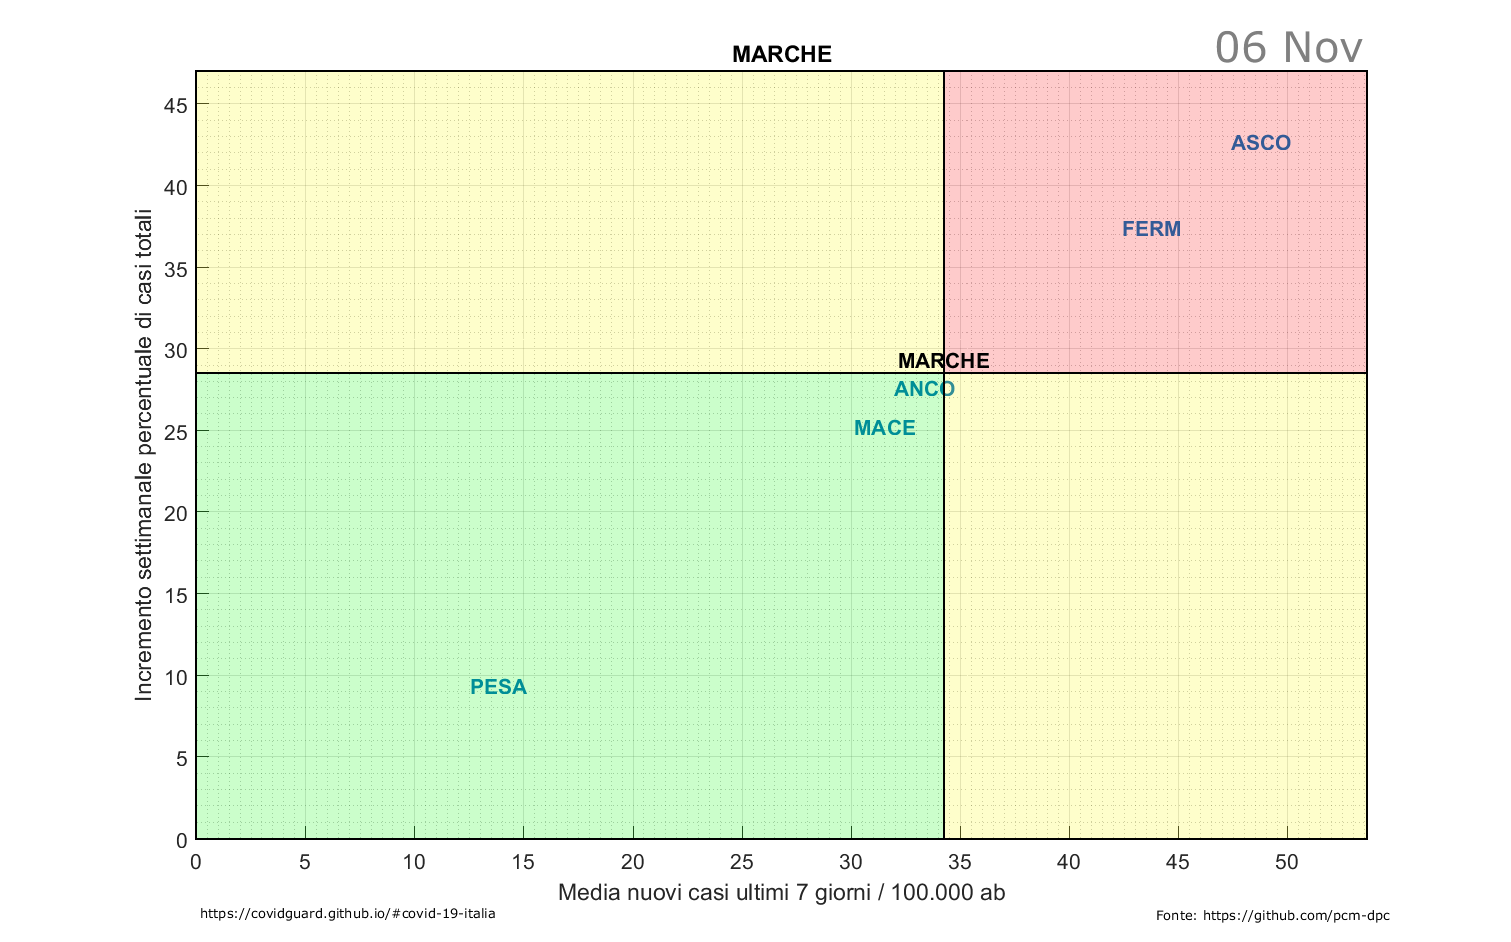 06 Nov
MARCHE
45
40
35
30
25
20
15
10
5
0
Incremento settimanale percentuale di casi totali
ASCO
FERM
MARCHE
ANCO
MACE
PESA
0 5 10 15 20 25 30 35 40 45 50
Media nuovi casi ultimi 7 giorni / 100.000 ab
https://covidguard.github.io/#covid-19-italia
Fonte: https://github.com/pcm-dpc